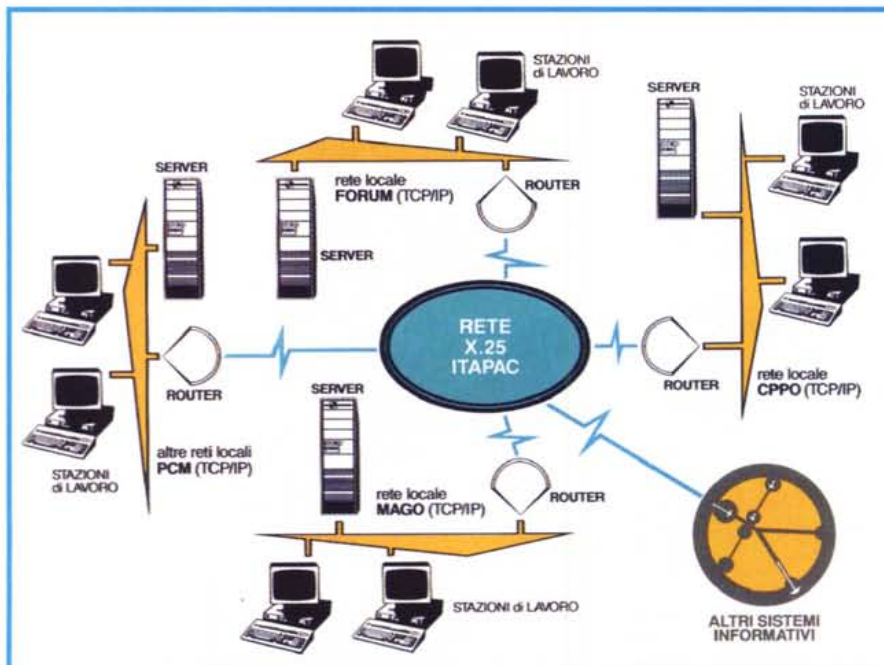 STAZIONI
di LAVORO
SERVER
rete locale
FORUM (TCP/IP)
ROUTER
SERVER
SERVER
STAZIONI
di LAVORO
RETE
X.25
ITAPAC
ROUTER
rete locale
CPPO (TCP/IP)
ROUTER
altre reti locali
PCM (TCP/IP)
STAZIONI
di LAVORO
SERVER
rete locale
MAGO (TCP/IP)
ROUTER
STAZIONI di LAVORO
ALTRI SISTEMI
INFORMATIVI